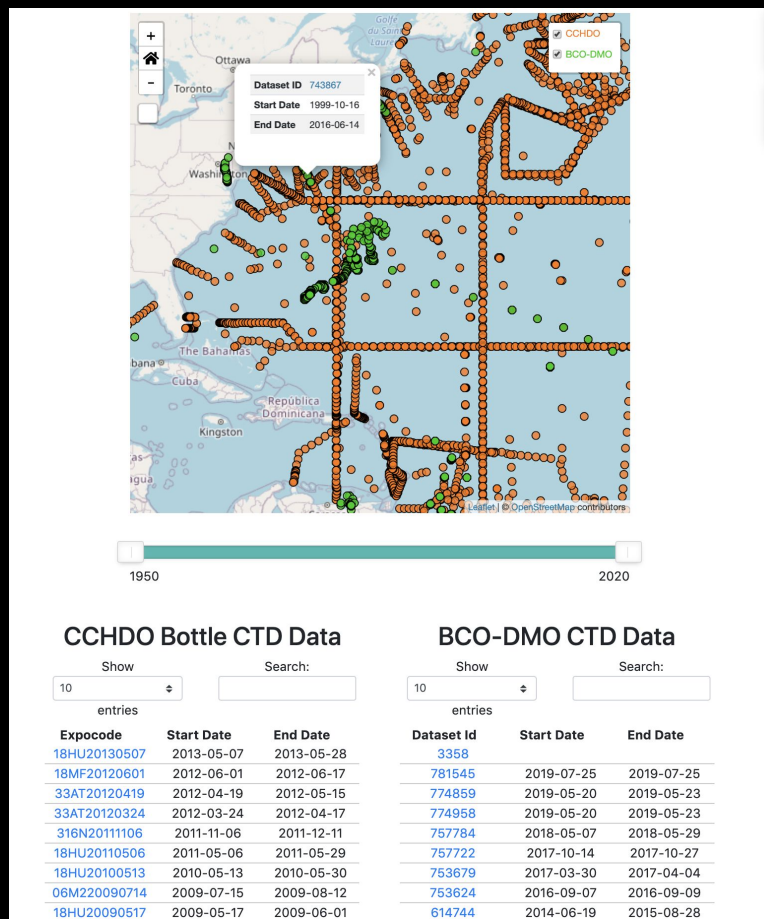 Golfe
du Saint
Laurent
+
-
CCHDO
BCO-DMO
Ottawa
Toronto
×
Dataset ID 743867
Start Date 1999-10-16
End Date 2016-06-14
N
Washington
The Bahamas
bana
Cuba
República
Dominicana
Kingston
as
agua
Leaflet | © OpenStreetMap contributors
1950 2020
CCHDO Bottle CTD Data
Show Search:
10
entries
Expocode Start Date End Date
18HU20130507 2013-05-07 2013-05-28
18MF20120601 2012-06-01 2012-06-17
33AT20120419 2012-04-19 2012-05-15
33AT20120324 2012-03-24 2012-04-17
316N20111106 2011-11-06 2011-12-11
18HU20110506 2011-05-06 2011-05-29
18HU20100513 2010-05-13 2010-05-30
06M220090714 2009-07-15 2009-08-12
18HU20090517 2009-05-17 2009-06-01
BCO-DMO CTD Data
Show Search:
10
entries
Dataset Id Start Date End Date
3358
781545 2019-07-25 2019-07-25
774859 2019-05-20 2019-05-23
774958 2019-05-20 2019-05-23
757784 2018-05-07 2018-05-29
757722 2017-10-14 2017-10-27
753679 2017-03-30 2017-04-04
753624 2016-09-07 2016-09-09
614744 2014-06-19 2015-08-28